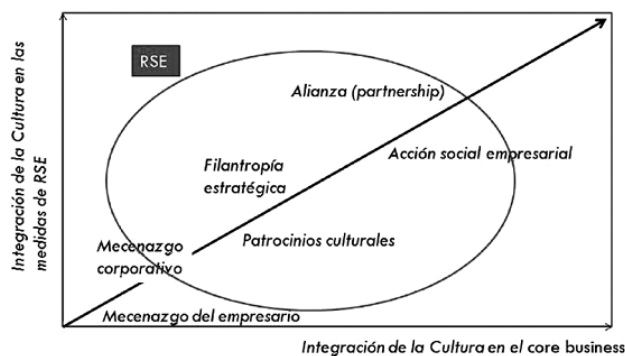 RSE
Integración de la Cultura en las
medidas de RSE
Alianza (partnership)
Acción social empresarial
Filantropía
estratégica
Patrocinios culturales
Mecenazgo
corporativo
Mecenazgo del empresario
Integración de la Cultura en el core business